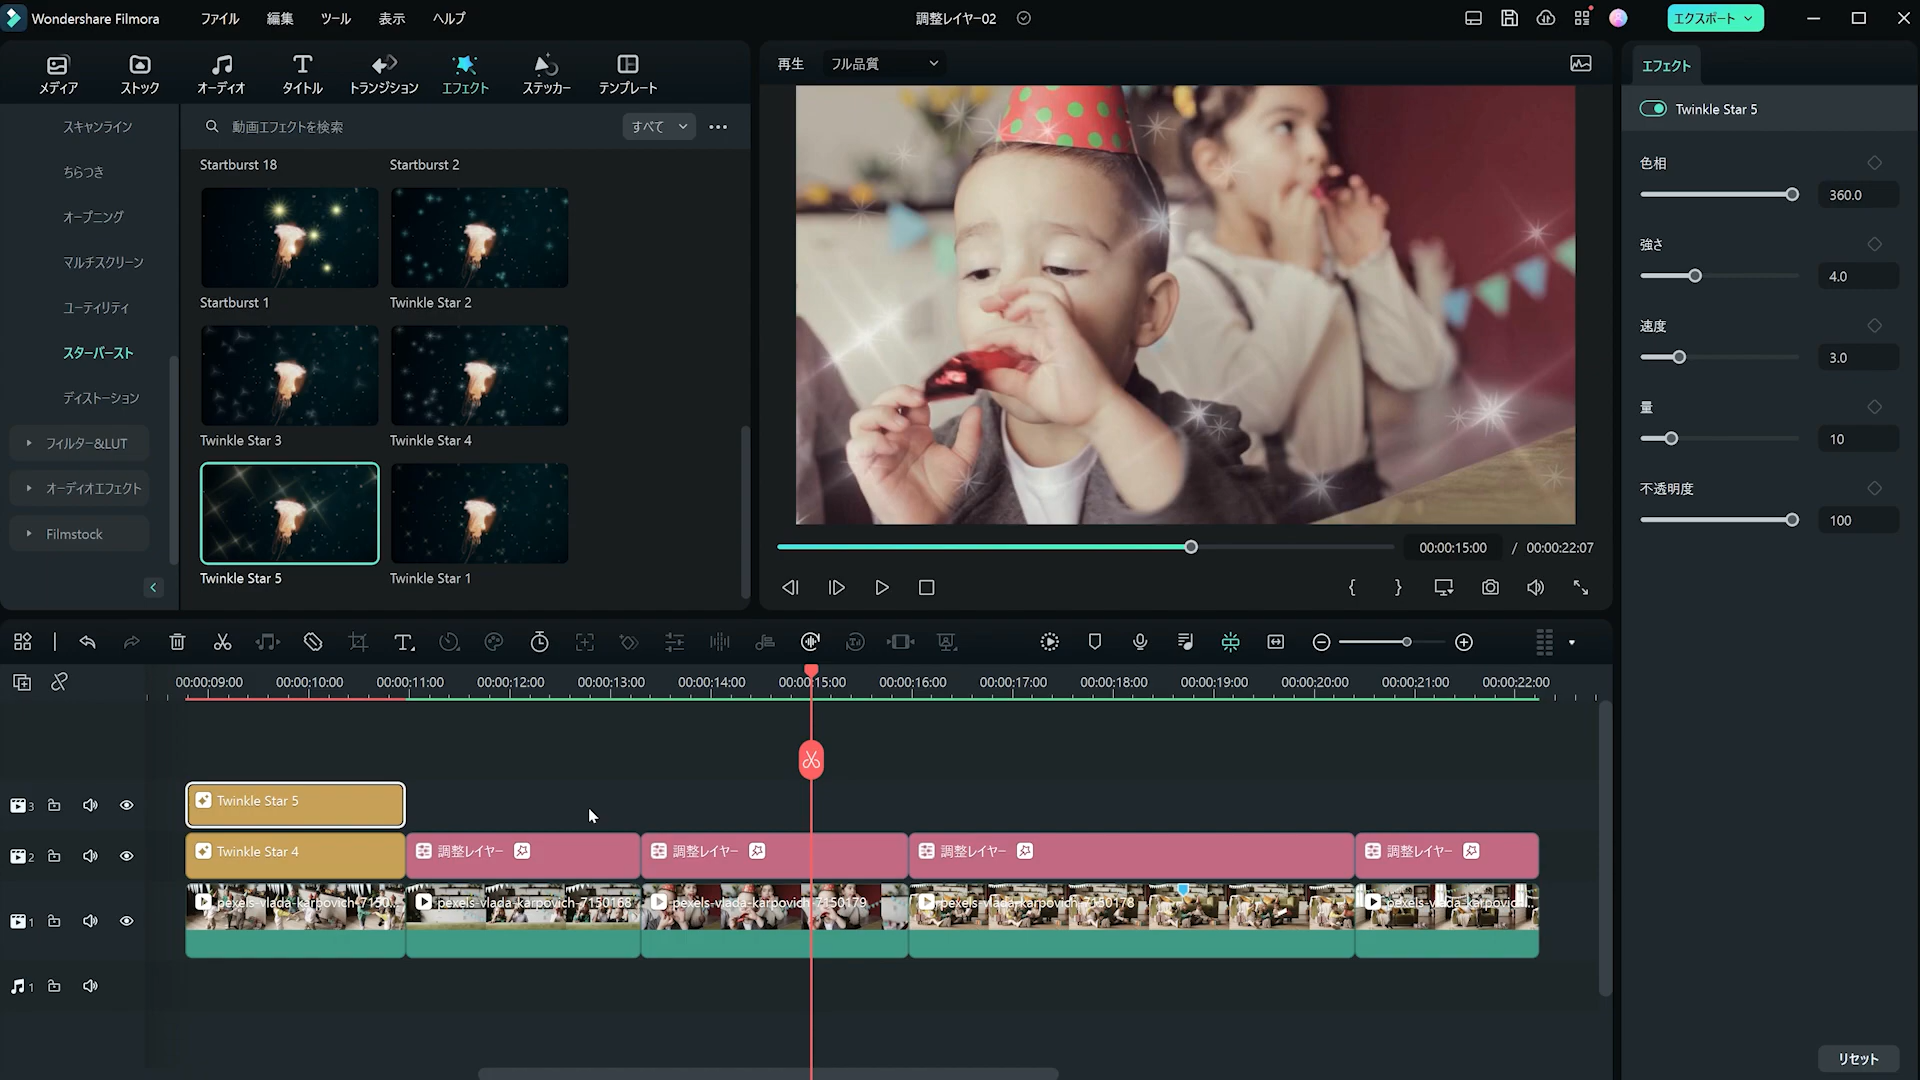 Wondershare Filmora
ファイル
編集
ツール
表示
ヘルプ
調整レイヤー02
エクスポート
メディア
ストック
オーディオ
タイトル
トランジション
エフェクト
ステッカー
テンプレート
スキャンライン
ちらつき
オープニング
マルチスクリーン
ユーティリティ
スターバースト
ディストーション
フィルター&LUT
オーディオエフェクト
Filmstock
動画エフェクトを検索
すべて
Startburst 18
Startburst 2
Startburst 1
Twinkle Star 2
Twinkle Star 3
Twinkle Star 4
Twinkle Star 5
Twinkle Star 1
再生
フル品質
00:00:15:00 / 00:00:22:07
エフェクト
Twinkle Star 5
色相
360.0
強さ
4.0
速度
3.0
量
10
不透明度
100
リセット
00:00:09:00 00:00:10:00 00:00:11:00 00:00:12:00 00:00:13:00 00:00:14:00 00:00:15:00 00:00:16:00 00:00:17:00 00:00:18:00 00:00:19:00 00:00:20:00 00:00:21:00 00:00:22:00
3
Twinkle Star 5
2
Twinkle Star 4
調整レイヤー
調整レイヤー
調整レイヤー
調整レイヤー
1
pexels-vlada-karpovich-7150...
pexels-vlada-karpovich-7150168
pexels-vlada-karpovich-7150179
pexels-vlada-karpovich-7150178
pexels-vlada-karpovich...
1